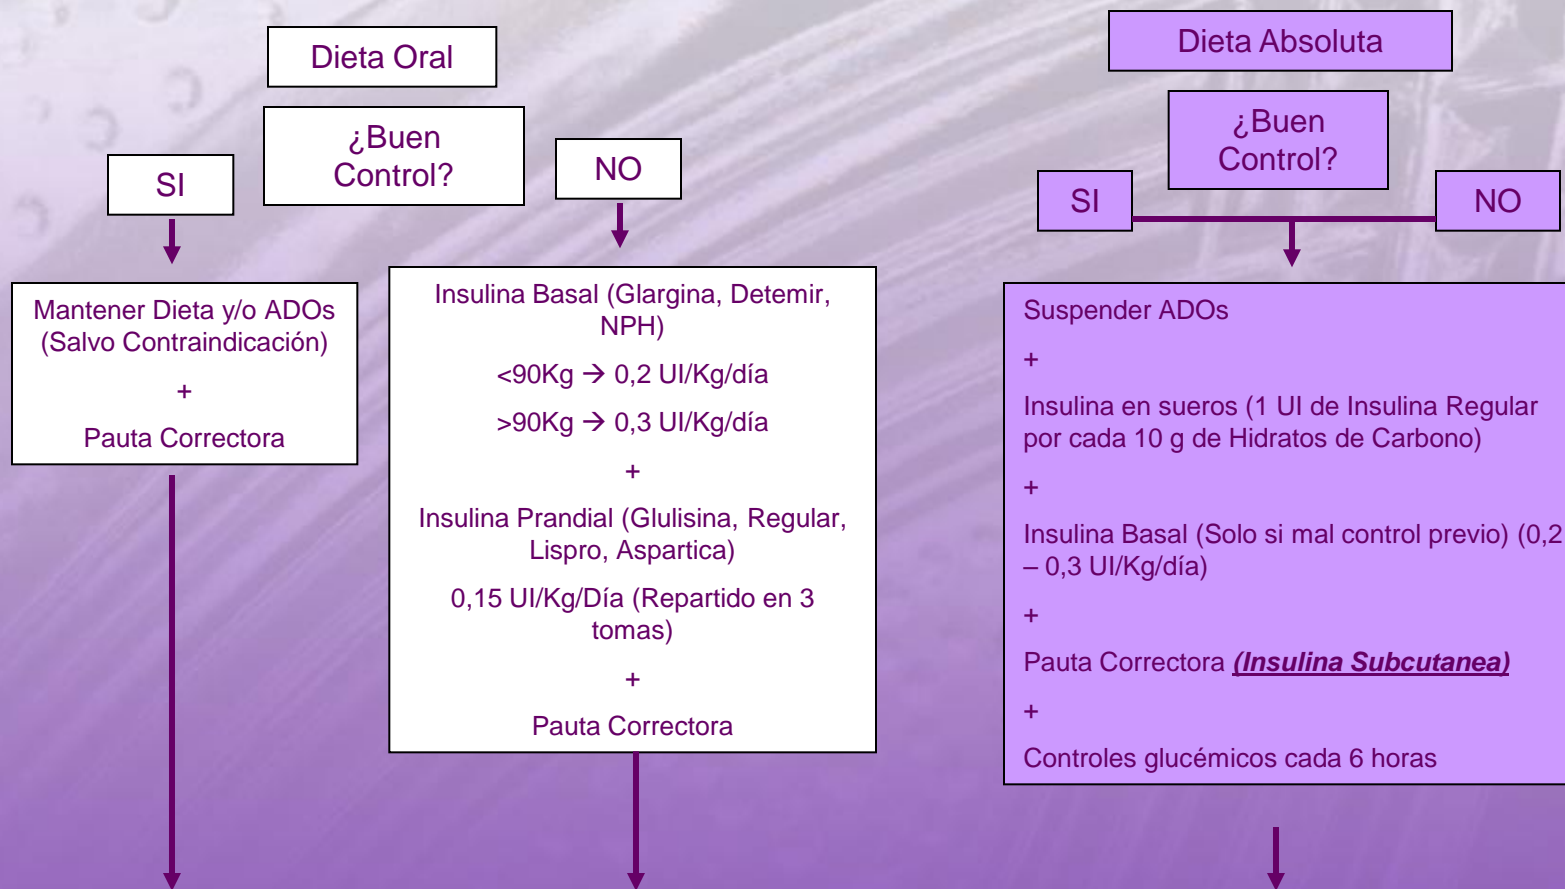 Dieta Oral
¿Buen
Control?
SI
NO
Mantener Dieta y/o ADOs
(Salvo Contraindicación)
+
Pauta Correctora
Insulina Basal (Glargina, Detemir,
NPH)
<90Kg → 0,2 UI/Kg/día
>90Kg → 0,3 UI/Kg/día
+
Insulina Prandial (Glulisina, Regular,
Lispro, Aspartica)
0,15 UI/Kg/Día (Repartido en 3
tomas)
+
Pauta Correctora
Dieta Absoluta
¿Buen
Control?
SI
NO
Suspender ADOs
+
Insulina en sueros (1 UI de Insulina Regular
por cada 10 g de Hidratos de Carbono)
+
Insulina Basal (Solo si mal control previo) (0,2
– 0,3 UI/Kg/día)
+
Pauta Correctora (Insulina Subcutanea)
+
Controles glucémicos cada 6 horas